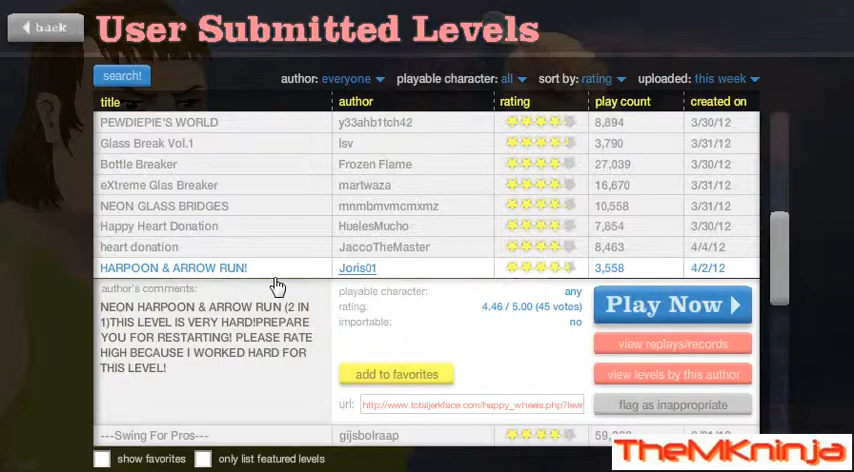 back
User Submitted Levels
search!
author: everyone playable character: all sort by: rating uploaded: this week
title author rating play count created on
PEWDIEPIE'S WORLD y33ahb1tch42 8,894 3/30/12
Glass Break Vol.1 lsv 3,790 3/31/12
Bottle Breaker Frozen Flame 27,039 3/31/12
eXtreme Glas Breaker martwaza 16,670 3/31/12
NEON GLASS BRIDGES mnmbmvmcmxmz 10,558 3/31/12
Happy Heart Donation HuelesMucho 7,854 3/30/12
heart donation JaccoTheMaster 8,463 4/4/12
HARPOON & ARROW RUN! Joris01 3,558 4/2/12
author's comments:
NEON HARPOON & ARROW RUN (2 IN
1)THIS LEVEL IS VERY HARD!PREPARE
YOU FOR RESTARTING! PLEASE RATE
HIGH BECAUSE I WORKED HARD FOR
THIS LEVEL!
playable character: any
rating: 4.46 / 5.00 (45 votes)
importable: no
add to favorites
url: http://www.totaljerkface.com/happy_wheels.php?leve
Play Now
view replays/records
view levels by this author
flag as inappropriate
---Swing For Pros--- gijsbolraap
show favorites only list featured levels
TheMKninja